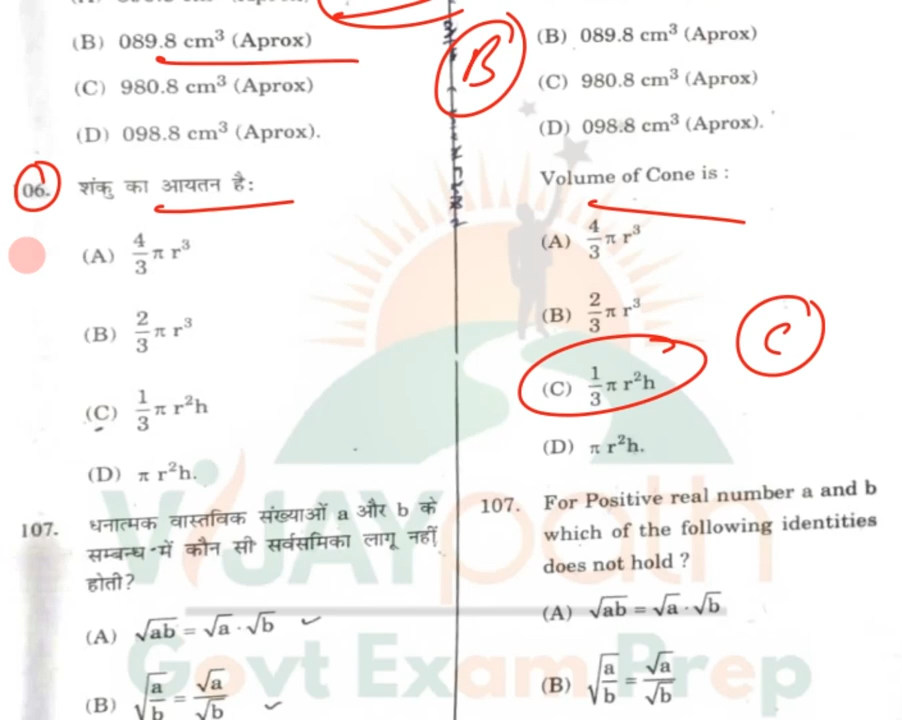 (B) 089.8 cm³ (Aprox)
(C) 980.8 cm³ (Aprox)
(D) 098.8 cm³ (Aprox).
06. शंकु का आयतन है:
(A) 4/3 π r³
(B) 2/3 π r³
(C) 1/3 π r²h
(D) π r²h.
107. धनात्मक वास्तविक संख्याओं a और b के
सम्बन्ध में कौन सी सर्वसमिका लागू नहीं
होती?
(A) √ab = √a · √b
(B) √(a/b) = √a/√b
B
(B) 089.8 cm³ (Aprox)
(C) 980.8 cm³ (Aprox)
(D) 098.8 cm³ (Aprox).
Volume of Cone is :
(A) 4/3 π r³
(B) 2/3 π r³
(C) 1/3 π r²h
C
(D) π r²h.
107. For Positive real number a and b
which of the following identities
does not hold ?
(A) √ab = √a · √b
(B) √(a/b) = √a/√b
ViJAYpath
Govt Exam Prep